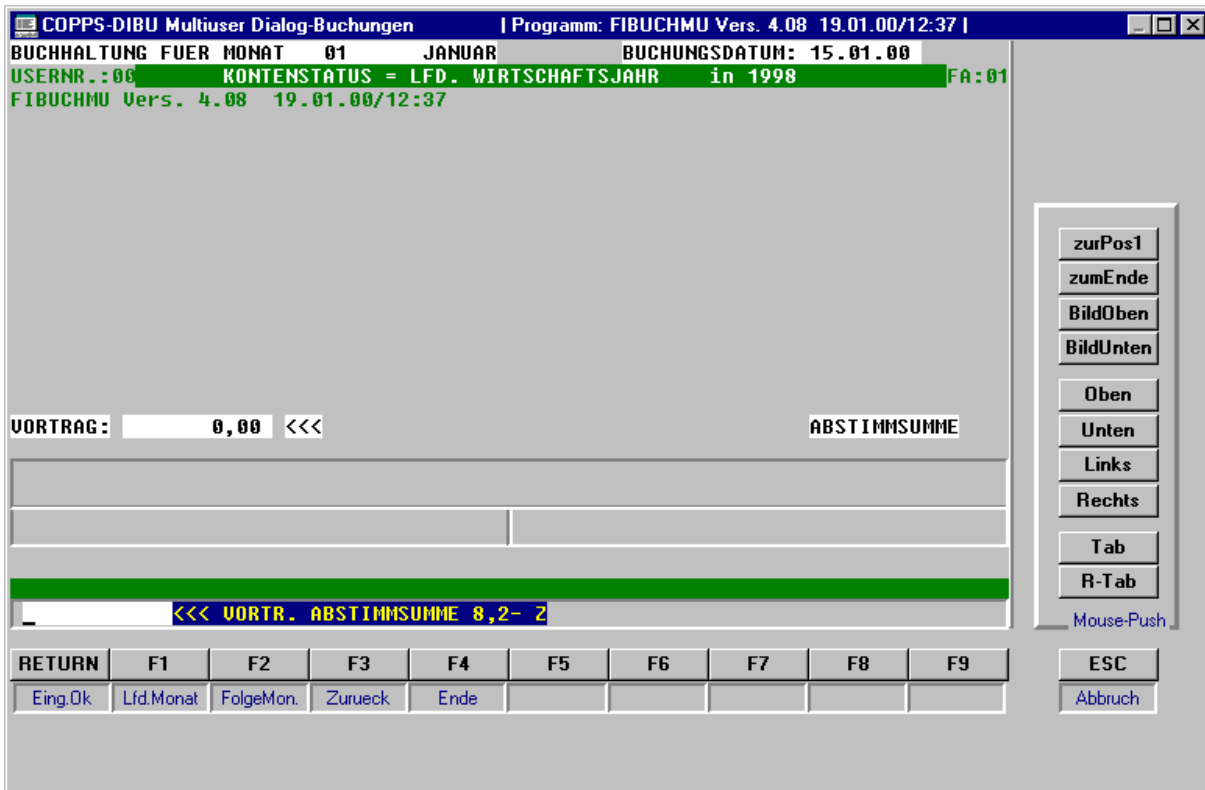 COPPS-DIBU Multiuser Dialog-Buchungen | Programm: FIBUCHMU Vers. 4.08 19.01.00/12:37 |
BUCHHALTUNG FUER MONAT 01 JANUAR BUCHUNGSDATUM: 15.01.00
USERNR.:00 KONTENSTATUS = LFD. WIRTSCHAFTSJAHR in 1998 FA:01
FIBUCHMU Vers. 4.08 19.01.00/12:37
zurPos1
zumEnde
BildOben
BildUnten
Oben
VORTRAG: 0,00 <<< ABSTIMMSUMME
Unten
Links
Rechts
Tab
R-Tab
_ <<< VORTR. ABSTIMMSUMME 8,2- Z
Mouse-Push
RETURN F1 F2 F3 F4 F5 F6 F7 F8 F9 ESC
Eing.Ok Lfd.Monat FolgeMon. Zurueck Ende Abbruch